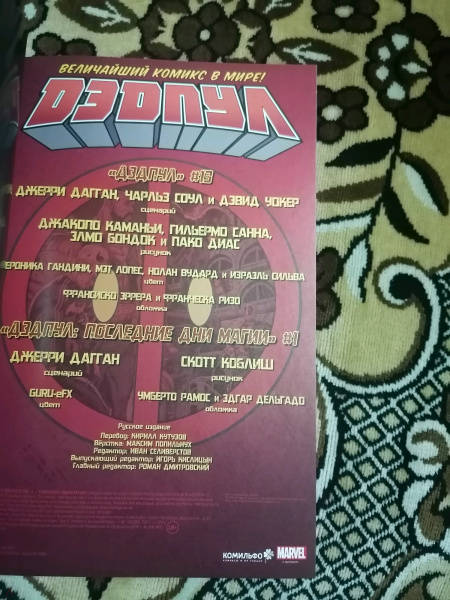 ВЕЛИЧАЙШИЙ КОМИКС В МИРЕ!
ДЭДПУЛ
«ДЭДПУЛ» #13
ДЖЕРРИ ДАГГАН, ЧАРЛЬЗ СОУЛ И ДЭВИД УОКЕР
сценарий
ДЖАКОПО КАМАНЬИ, ГИЛЬЕРМО САННА,
ЭЛМО БОНДОК И ПАКО ДИАС
рисунок
ЕРОНИКА ГАНДИНИ, МЭТ ЛОПЕС, НОЛАН ВУДАРД И ИЗРАЭЛЬ СИЛЬВА
цвет
ФРАНСИСКО ЭРРЕРА И ФРАНЧЕСКА РИЗО
обложка
«ДЭДПУЛ: ПОСЛЕДНИЕ ДНИ МАГИИ» #1
ДЖЕРРИ ДАГГАН СКОТТ КОБЛИШ
сценарий рисунок
GURU-eFX УМБЕРТО РАМОС И ЭДГАР ДЕЛЬГАДО
цвет обложка
Русское издание
Перевод: КИРИЛЛ КУТУЗОВ
Вёрстка: МАКСИМ ПОПИЛЬНУХ
Редактор: ИВАН СЕЛИВЕРСТОВ
Выпускающий редактор: ИГОРЬ КИСЛИЦЫН
Главный редактор: РОМАН ДМИТРОВСКИЙ
КОМИЛЬФО MARVEL